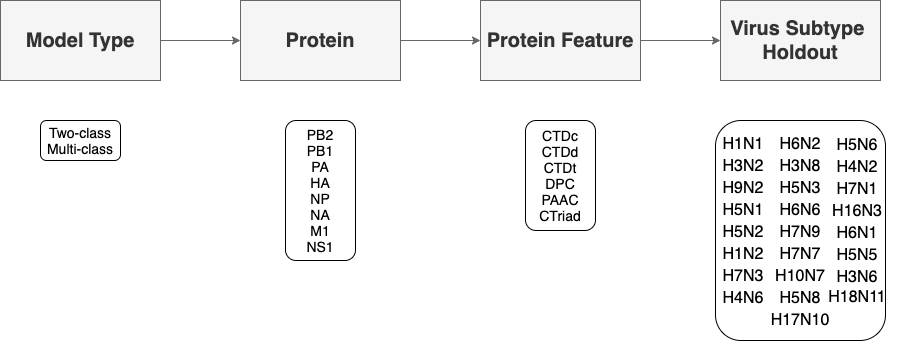 Model Type
Protein
Protein Feature
Virus Subtype
Holdout
Two-class
Multi-class
PB2
PB1
PA
HA
NP
NA
M1
NS1
CTDc
CTDd
CTDt
DPC
PAAC
CTriad
H1N1 H6N2 H5N6
H3N2 H3N8 H4N2
H9N2 H5N3 H7N1
H5N1 H6N6 H16N3
H5N2 H7N9 H6N1
H1N2 H7N7 H5N5
H7N3 H10N7 H3N6
H4N6 H5N8 H18N11
H17N10